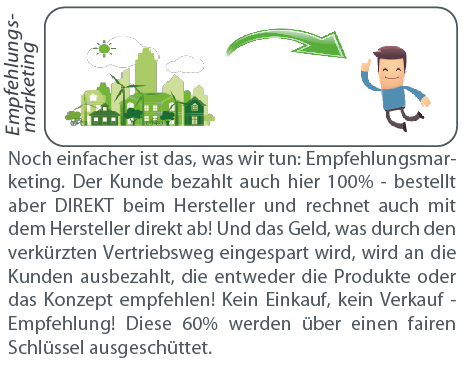 Empfehlungs-
marketing
Noch einfacher ist das, was wir tun: Empfehlungsmar-
keting. Der Kunde bezahlt auch hier 100% - bestellt
aber DIREKT beim Hersteller und rechnet auch mit
dem Hersteller direkt ab! Und das Geld, was durch den
verkürzten Vertriebsweg eingespart wird, wird an die
Kunden ausbezahlt, die entweder die Produkte oder
das Konzept empfehlen! Kein Einkauf, kein Verkauf -
Empfehlung! Diese 60% werden über einen fairen
Schlüssel ausgeschüttet.